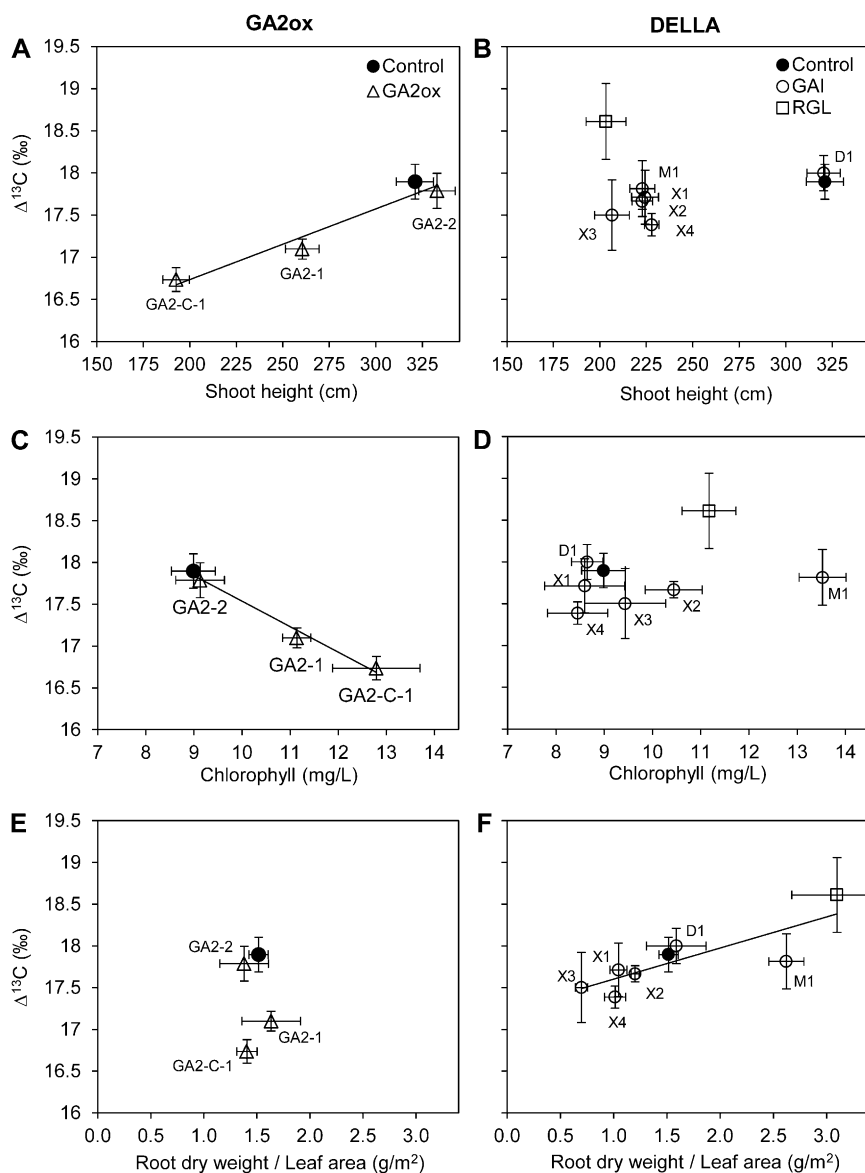 GA2ox
DELLA
A
19.5
19
18.5
18
17.5
17
16.5
16
Δ¹³C (‰)
Control
GA2ox
GA2-2
GA2-1
GA2-C-1
150 175 200 225 250 275 300 325
Shoot height (cm)
B
Control
GAI
RGL
D1
M1
X1
X2
X3
X4
150 175 200 225 250 275 300 325
Shoot height (cm)
C
19.5
19
18.5
18
17.5
17
16.5
16
Δ¹³C (‰)
GA2-2
GA2-1
GA2-C-1
7 8 9 10 11 12 13 14
Chlorophyll (mg/L)
D
D1
X1
X4
X3
X2
M1
7 8 9 10 11 12 13 14
Chlorophyll (mg/L)
E
19.5
19
18.5
18
17.5
17
16.5
16
Δ¹³C (‰)
GA2-2
GA2-1
GA2-C-1
0.0 0.5 1.0 1.5 2.0 2.5 3.0
Root dry weight / Leaf area (g/m²)
F
D1
X1
X3
X2
X4
M1
0.0 0.5 1.0 1.5 2.0 2.5 3.0
Root dry weight / Leaf area (g/m²)